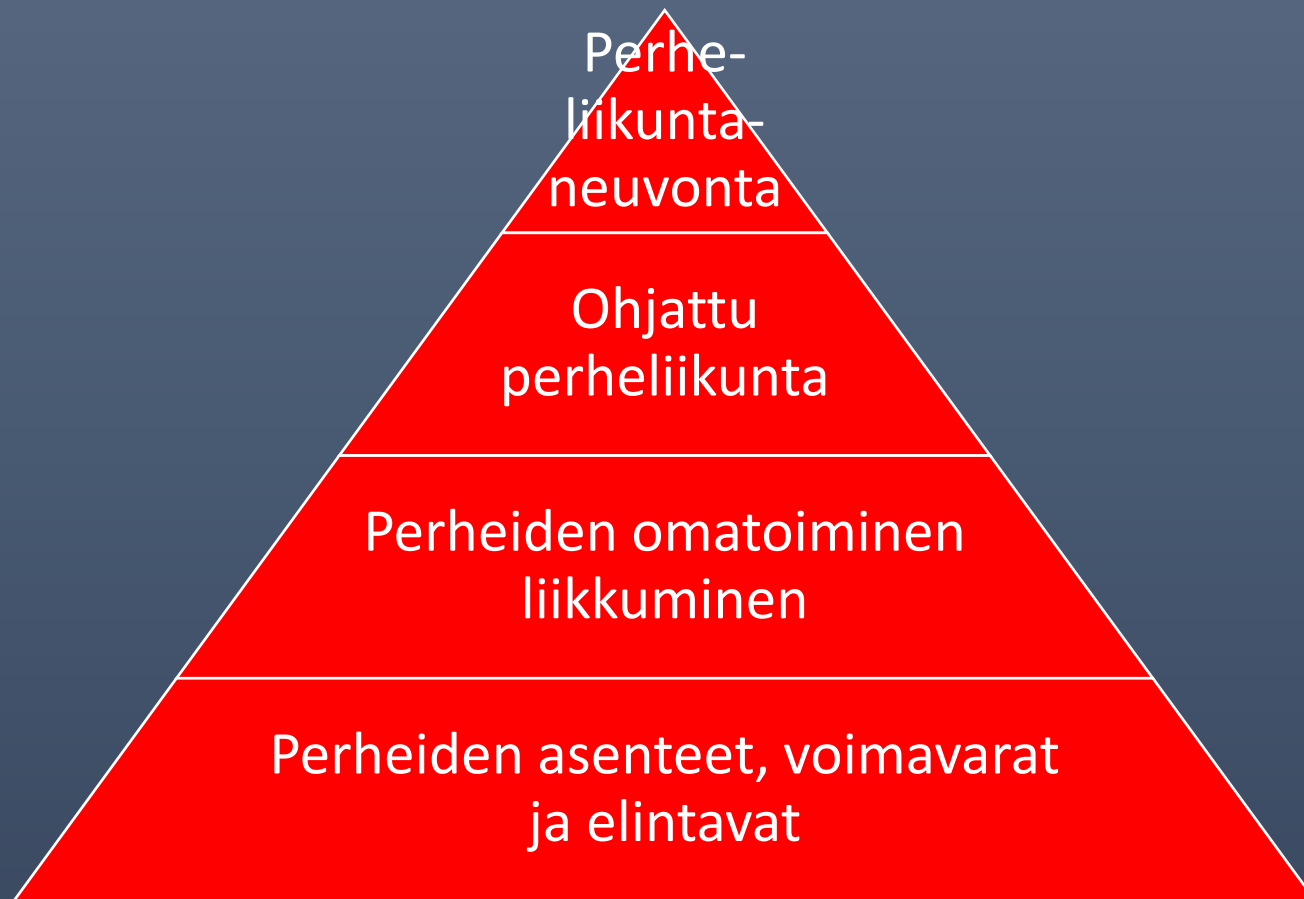 Perhe-
liikunta-
neuvonta
Ohjattu
perheliikunta
Perheiden omatoiminen
liikkuminen
Perheiden asenteet, voimavarat
ja elintavat